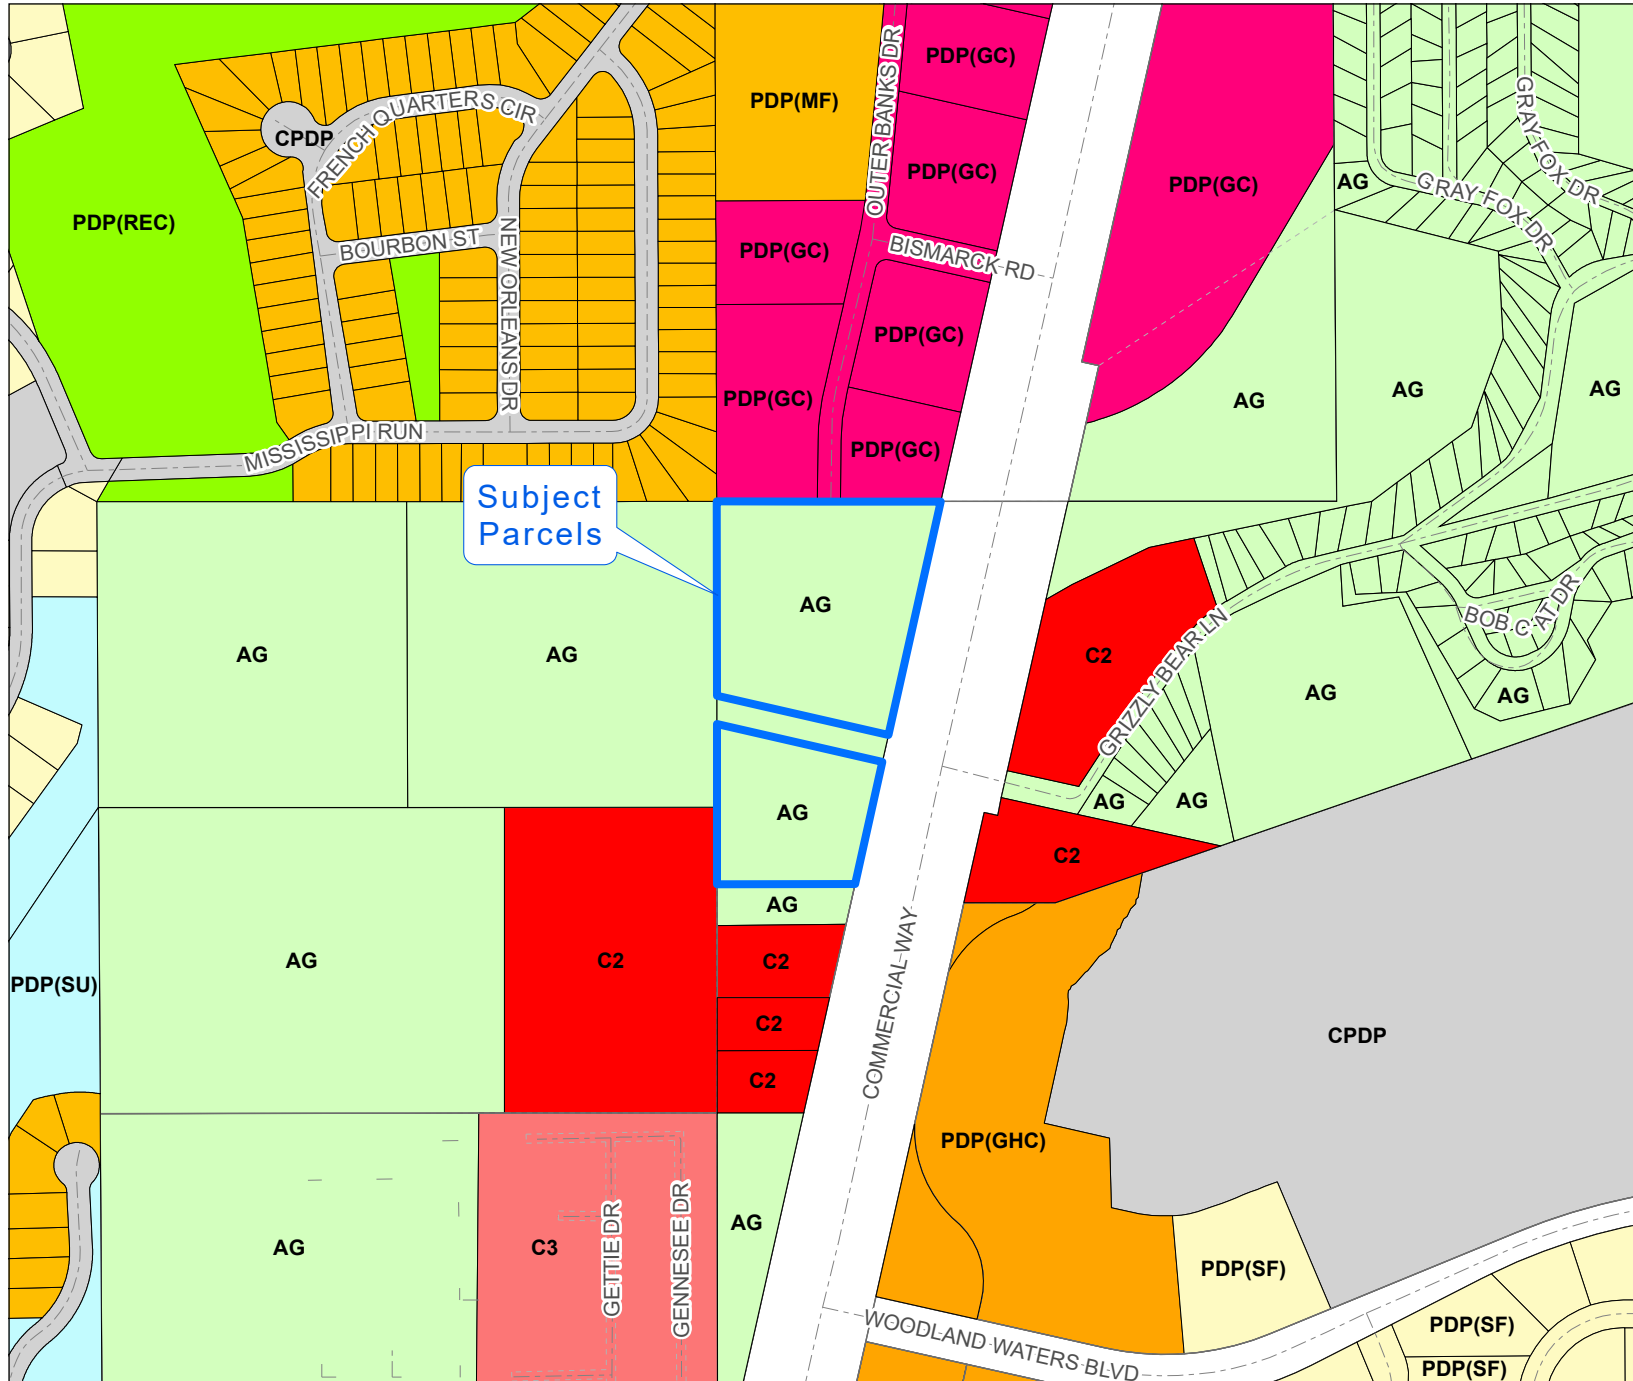 PDP(GC)
PDP(MF)
OUTER BANKS DR
GRAY FOX DR
FRENCH QUARTERS CIR
CPDP
PDP(GC)
PDP(GC)
AG
GRAY FOX DR
PDP(REC)
BOURBON ST
NEW ORLEANS DR
PDP(GC)
BISMARCK RD
PDP(GC)
PDP(GC)
AG
AG
AG
MISSISSIPPI RUN
PDP(GC)
Subject
Parcels
AG
BOB CAT DR
AG
AG
C2
GRIZZLY BEAR LN
AG
AG
AG
AG
AG
C2
AG
AG
C2
C2
PDP(SU)
C2
COMMERCIAL WAY
CPDP
C2
PDP(GHC)
AG
AG
C3
GETTIE DR
GENNESEE DR
PDP(SF)
WOODLAND WATERS BLVD
PDP(SF)
PDP(SF)